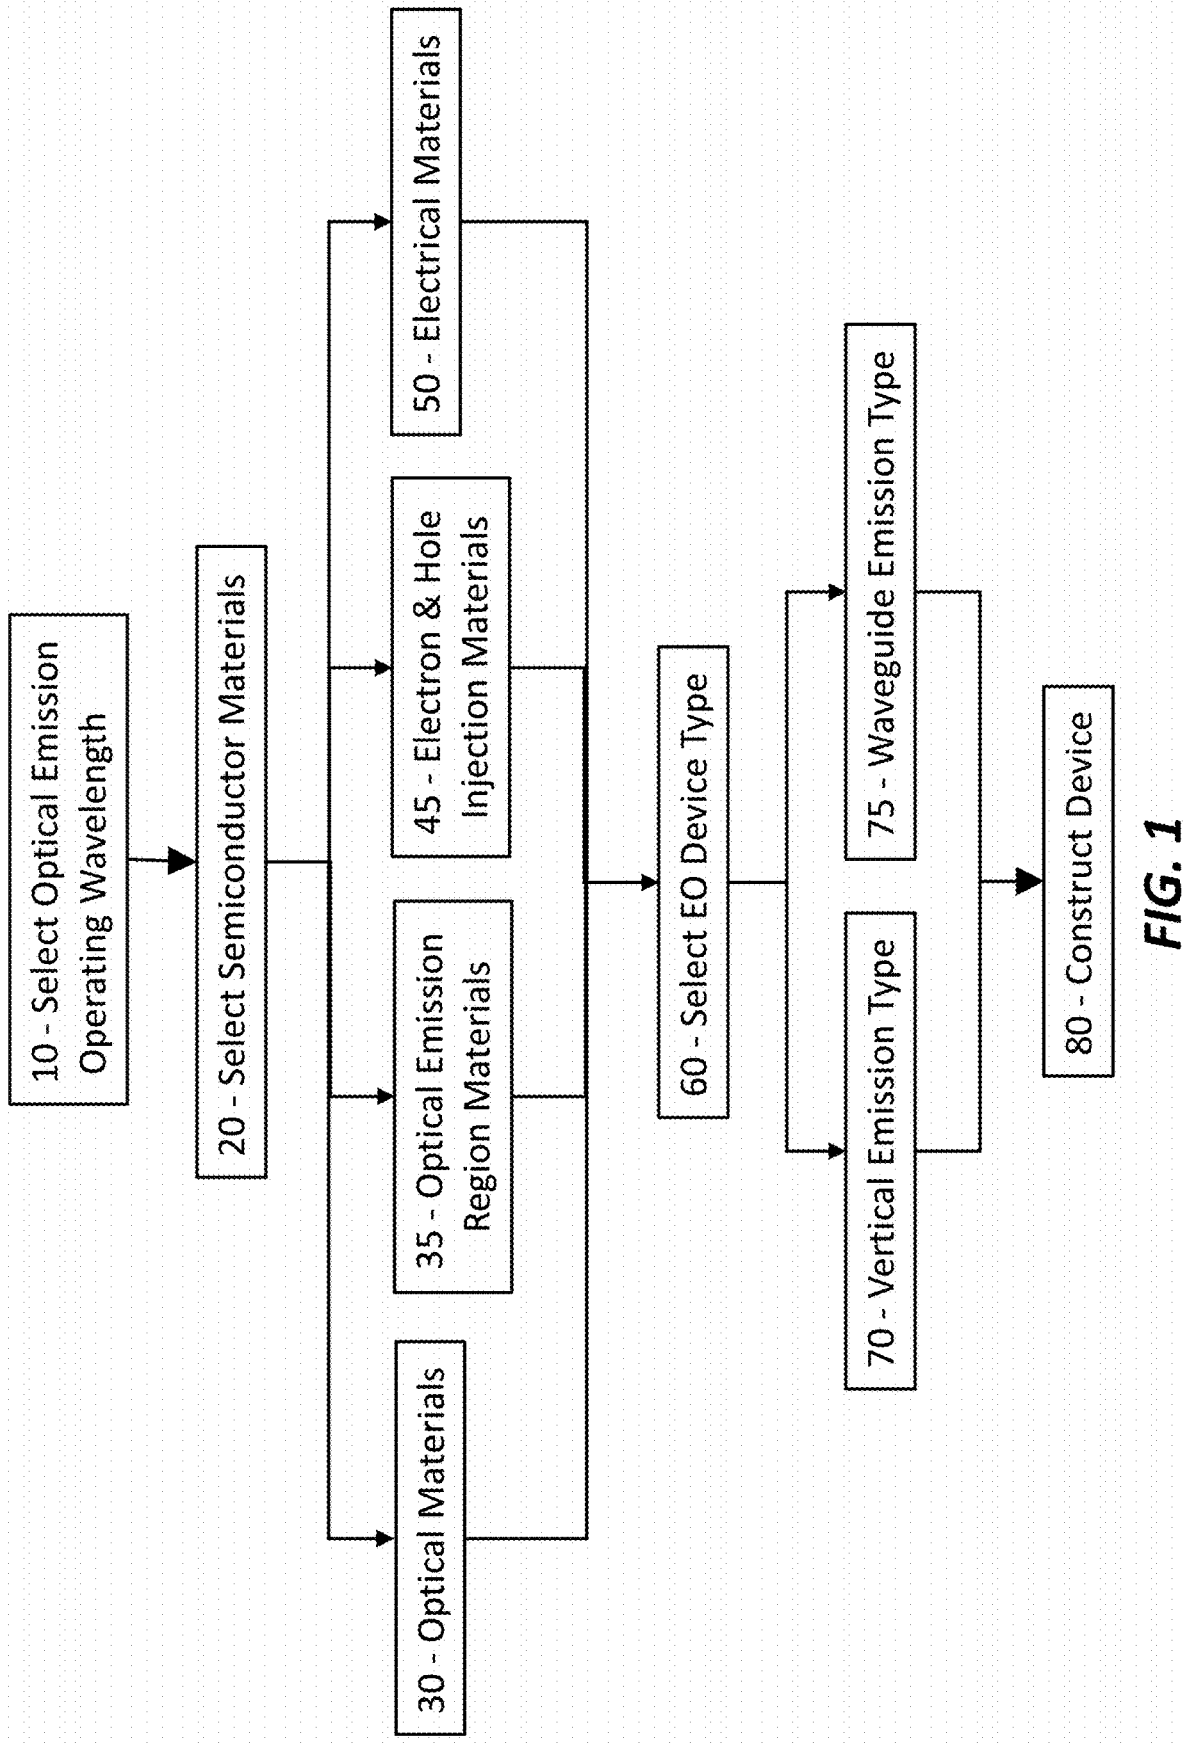 10 - Select Optical Emission
Operating Wavelength
20 - Select Semiconductor Materials
30 - Optical Materials
35 - Optical Emission
Region Materials
45 - Electron & Hole
Injection Materials
50 - Electrical Materials
60 - Select EO Device Type
70 - Vertical Emission Type
75 - Waveguide Emission Type
80 - Construct Device
FIG. 1